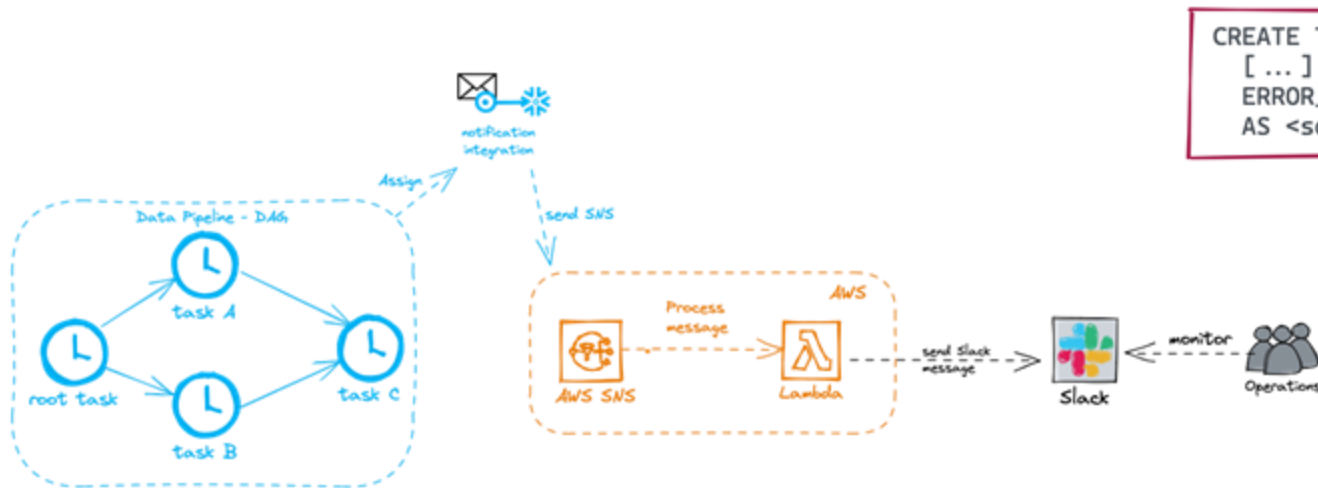 CREATE
[ ... ]
ERROR_
AS
notification
integration
Assign
send SNS
Data Pipeline - DAG
task A
root task
task B
task C
AWS
Process
message
AWS SNS
Lambda
send Slack
message
Slack
monitor
Operations